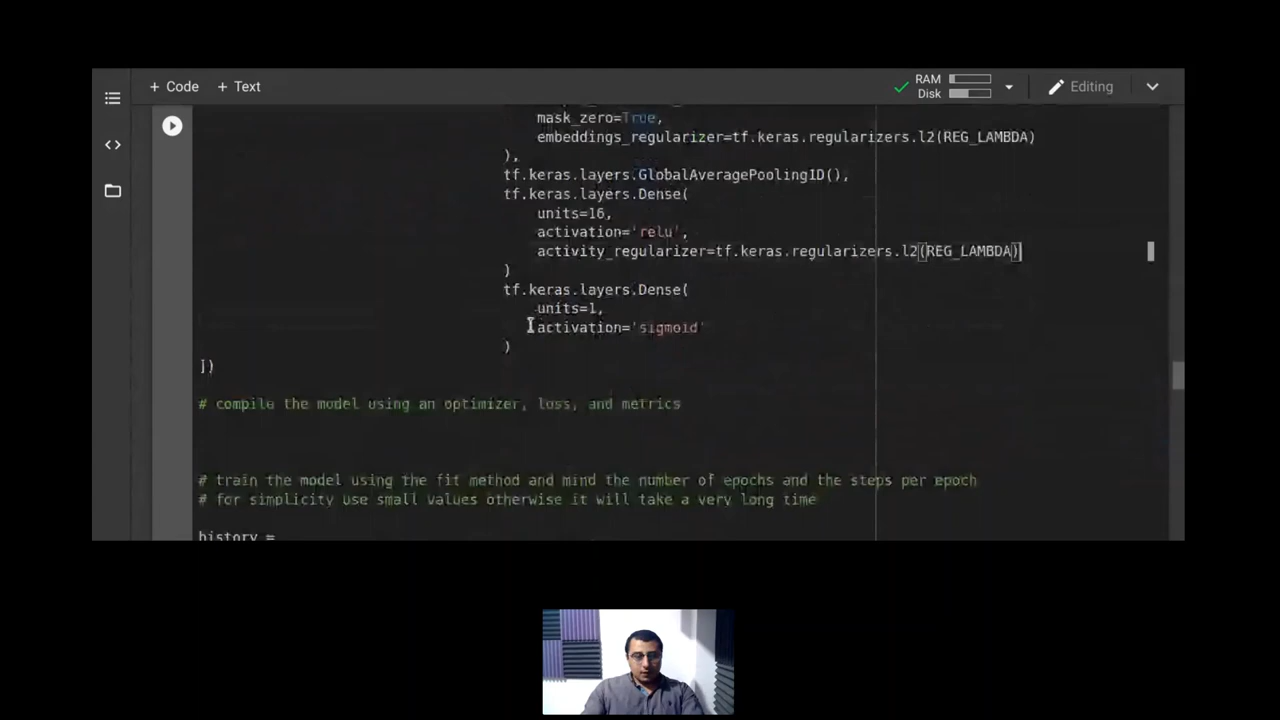 + Code + Text
RAM
Disk
Editing
mask_zero=True,
embeddings_regularizer=tf.keras.regularizers.l2(REG_LAMBDA)
),
tf.keras.layers.GlobalAveragePooling1D(),
tf.keras.layers.Dense(
units=16,
activation='relu',
activity_regularizer=tf.keras.regularizers.l2(REG_LAMBDA)
)
tf.keras.layers.Dense(
units=1,
activation='sigmoid'
)
])
# compile the model using an optimizer, loss, and metrics
# train the model using the fit method and mind the number of epochs and the steps per epoch
# for simplicity use small values otherwise it will take a very long time
history =